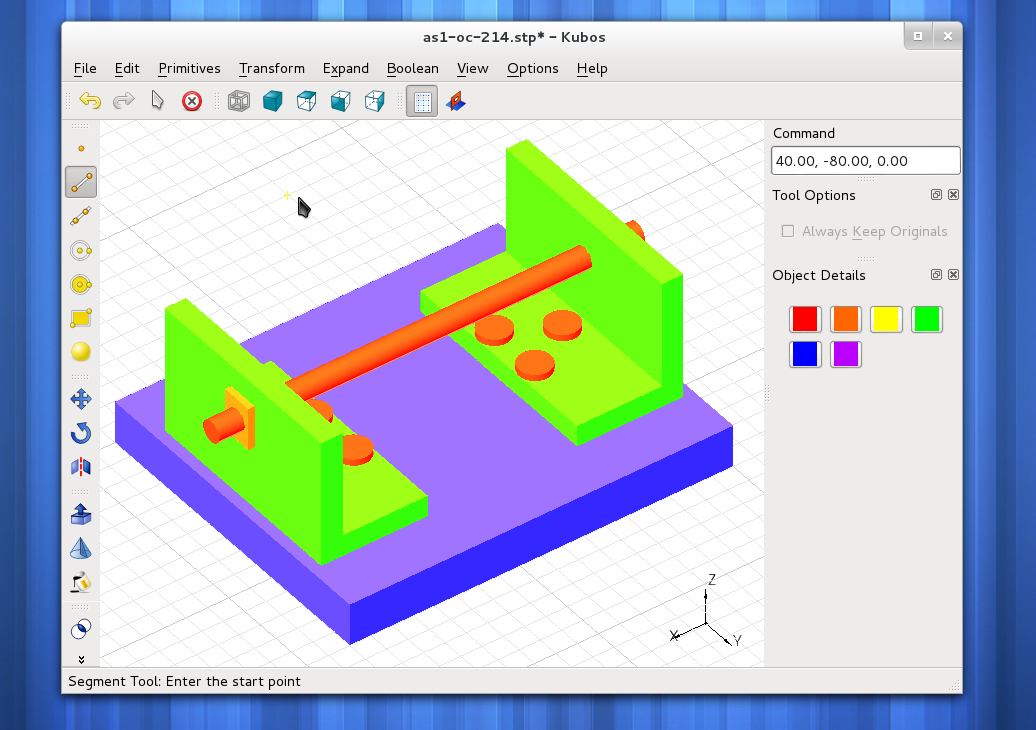 as1-oc-214.stp* – Kubos
File Edit Primitives Transform Expand Boolean View Options Help
Command
40.00, -80.00, 0.00
Tool Options
Always Keep Originals
Object Details
Z
X
Y
Segment Tool: Enter the start point